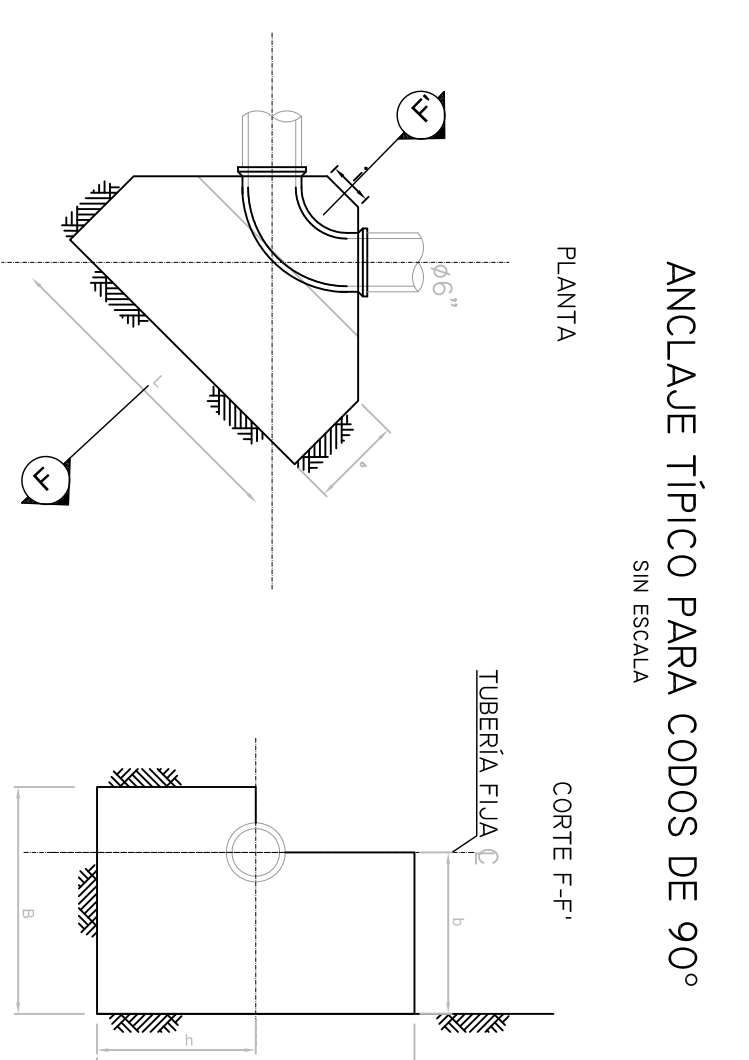 ANCLAJE TÍPICO PARA CODOS DE 90°
SIN ESCALA
PLANTA
CORTE F-F'
F'
ø6"
L
a
F
TUBERÍA FIJA C
b
B
h